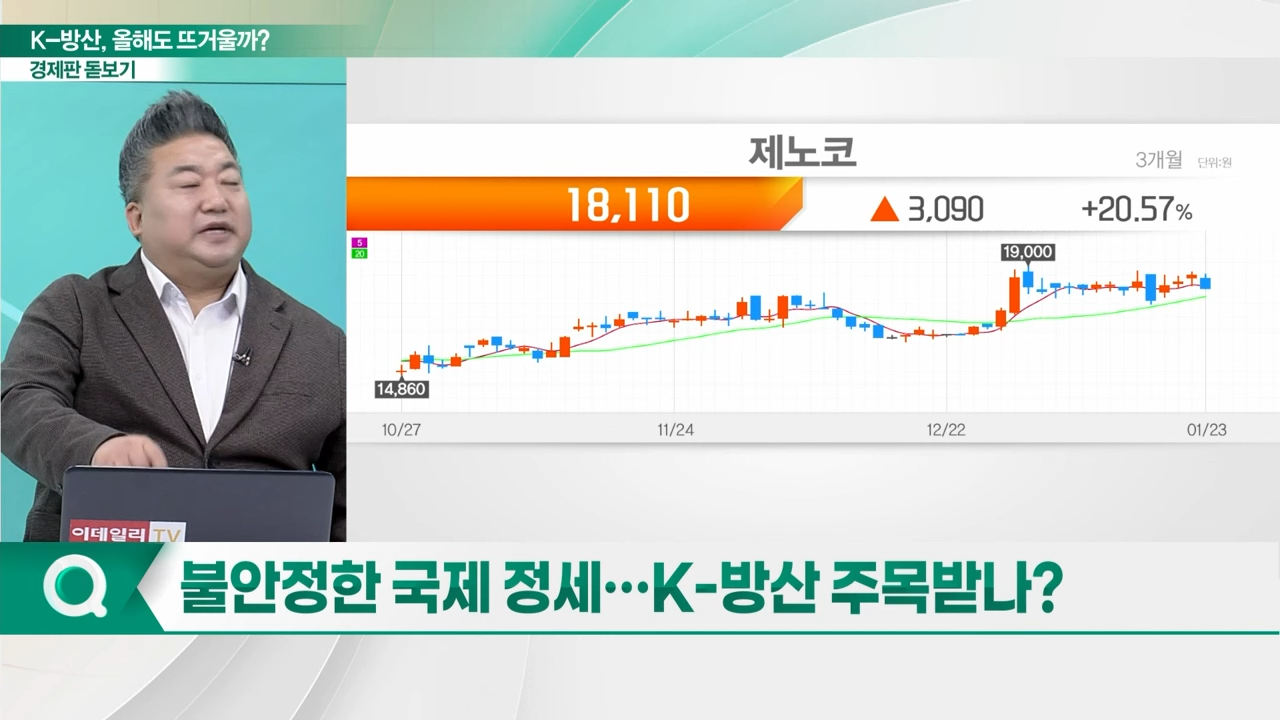 K-방산, 올해도 뜨거울까?
경제판 돋보기
제노코
3개월 단위:원
18,110 ▲ 3,090 +20.57%
5
20
19,000
14,860
10/27 11/24 12/22 01/23
이데일리 TV
불안정한 국제 정세…K-방산 주목받나?